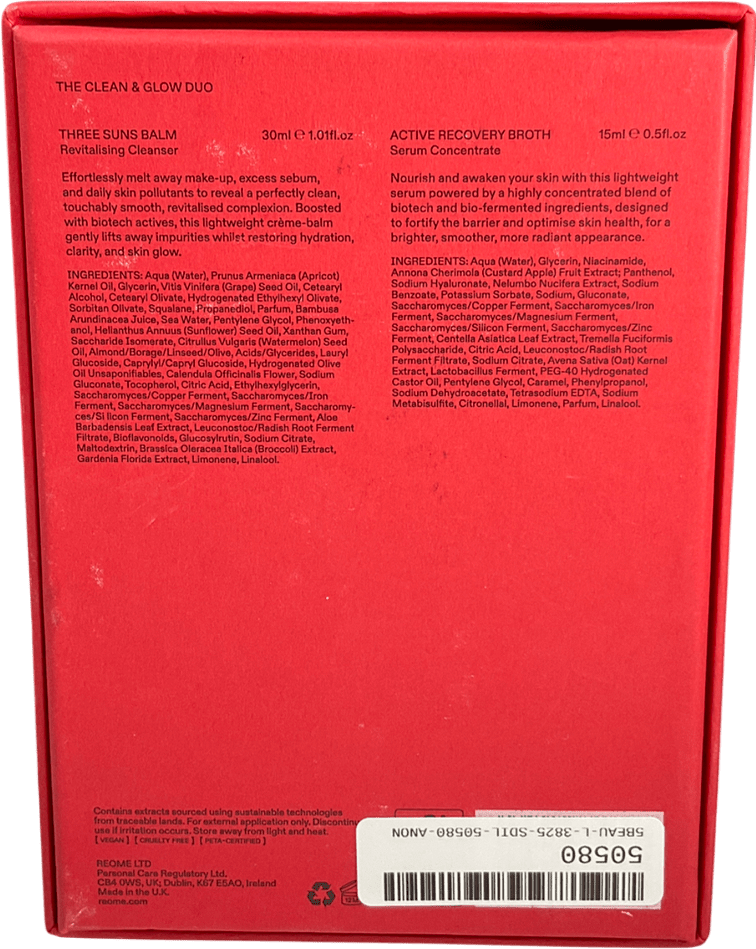 THE CLEAN & GLOW DUO
THREE SUNS BALM 30ml ℮ 1.01fl.oz
Revitalising Cleanser
Effortlessly melt away make-up, excess sebum,
and daily skin pollutants to reveal a perfectly clean,
touchably smooth, revitalised complexion. Boosted
with biotech actives, this lightweight crème-balm
gently lifts away impurities whilst restoring hydration,
clarity, and skin glow.
INGREDIENTS: Aqua (Water), Prunus Armeniaca (Apricot)
Kernel Oil, Glycerin, Vitis Vinifera (Grape) Seed Oil, Cetearyl
Alcohol, Cetearyl Olivate, Hydrogenated Ethylhexyl Olivate,
Sorbitan Olivate, Squalane, Propanediol, Parfum, Bambusa
Arundinacea Juice, Sea Water, Pentylene Glycol, Phenoxyeth-
anol, Helianthus Annuus (Sunflower) Seed Oil, Xanthan Gum,
Saccharide Isomerate, Citrullus Vulgaris (Watermelon) Seed
Oil, Almond/Borage/Linseed/Olive, Acids/Glycerides, Lauryl
Glucoside, Caprylyl/Capryl Glucoside, Hydrogenated Olive
Oil Unsaponifiables, Calendula Officinalis Flower, Sodium
Gluconate, Tocopherol, Citric Acid, Ethylhexylglycerin,
Saccharomyces/Copper Ferment, Saccharomyces/Iron
Ferment, Saccharomyces/Magnesium Ferment, Saccharomy-
ces/Silicon Ferment, Saccharomyces/Zinc Ferment, Aloe
Barbadensis Leaf Extract, Leuconostoc/Radish Root Ferment
Filtrate, Bioflavonoids, Glucosylrutin, Sodium Citrate,
Maltodextrin, Brassica Oleracea Italica (Broccoli) Extract,
Gardenia Florida Extract, Limonene, Linalool.
ACTIVE RECOVERY BROTH 15ml ℮ 0.5fl.oz
Serum Concentrate
Nourish and awaken your skin with this lightweight
serum powered by a highly concentrated blend of
biotech and bio-fermented ingredients, designed
to fortify the barrier and optimise skin health, for a
brighter, smoother, more radiant appearance.
INGREDIENTS: Aqua (Water), Glycerin, Niacinamide,
Annona Cherimola (Custard Apple) Fruit Extract; Panthenol,
Sodium Hyaluronate, Nelumbo Nucifera Extract, Sodium
Benzoate, Potassium Sorbate, Sodium, Gluconate,
Saccharomyces/Copper Ferment, Saccharomyces/Iron
Ferment, Saccharomyces/Magnesium Ferment,
Saccharomyces/Silicon Ferment, Saccharomyces/Zinc
Ferment, Centella Asiatica Leaf Extract, Tremella Fuciformis
Polysaccharide, Citric Acid, Leuconostoc/Radish Root
Ferment Filtrate, Sodium Citrate, Avena Sativa (Oat) Kernel
Extract, Lactobacillus Ferment, PEG-40 Hydrogenated
Castor Oil, Pentylene Glycol, Caramel, Phenylpropanol,
Sodium Dehydroacetate, Tetrasodium EDTA, Sodium
Metabisulfite, Citronellal, Limonene, Parfum, Linalool.
Contains extracts sourced using sustainable technologies
from traceable lands. For external application only. Discontinu
use if irritation occurs. Store away from light and heat.
[ VEGAN ] [ CRUELTY FREE ] [ PETA-CERTIFIED ]
REOME LTD
Personal Care Regulatory Ltd.
CB4 0WS, UK; Dublin, K67 E5A0, Ireland
Made in the U.K.
reome.com
5BEAU-L-3825-SDTL-50580-ANON
50580